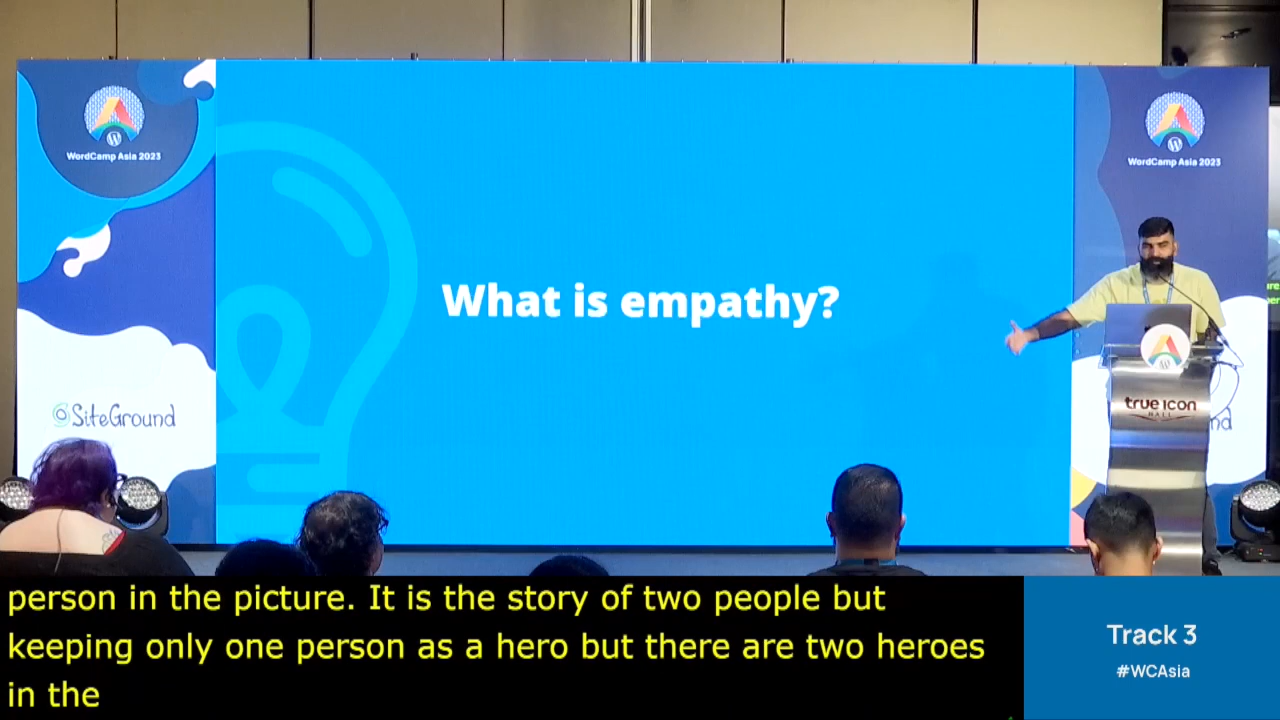 WordCamp Asia 2023
WordCamp Asia 2023
What is empathy?
SiteGround
true icon
HALL
nd
person in the picture. It is the story of two people but
keeping only one person as a hero but there are two heroes
in the
Track 3
#WCAsia